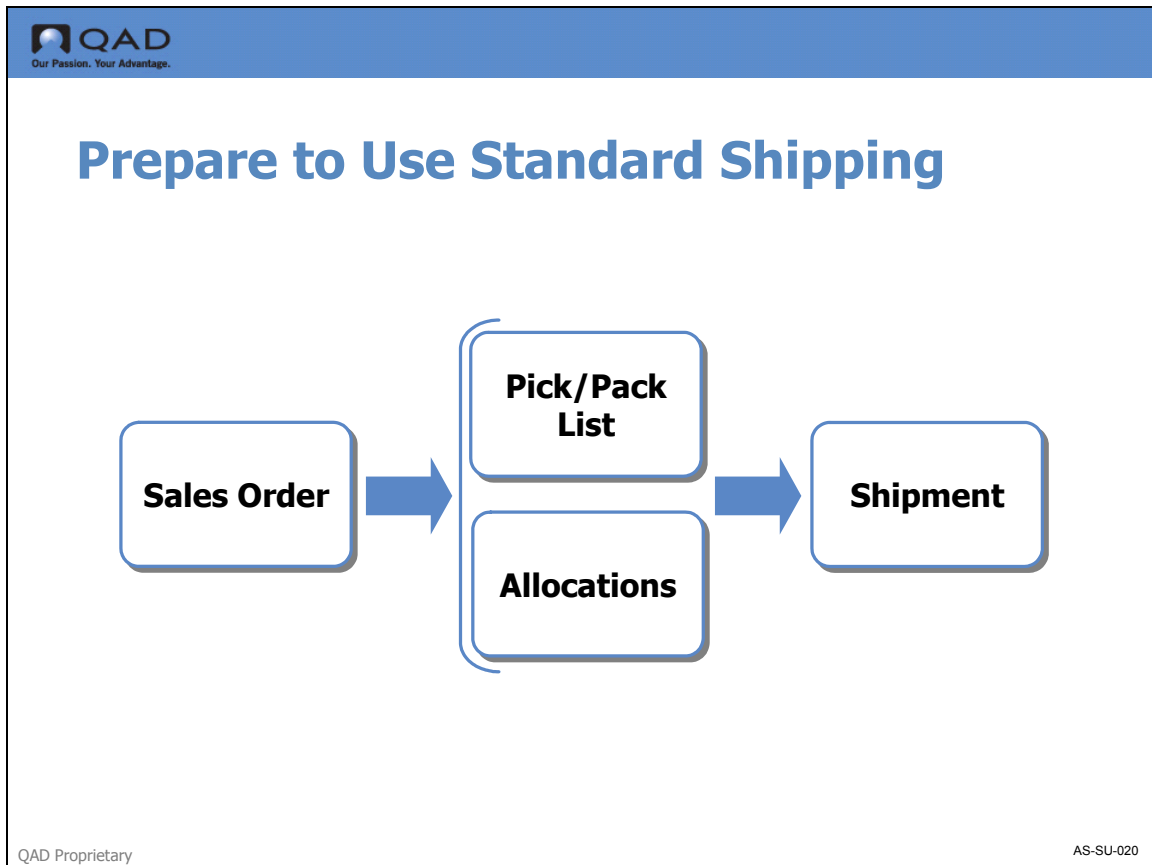 QAD
Our Passion. Your Advantage.
Prepare to Use Standard Shipping
Sales Order
Pick/Pack
List
Allocations
Shipment
QAD Proprietary
AS-SU-020